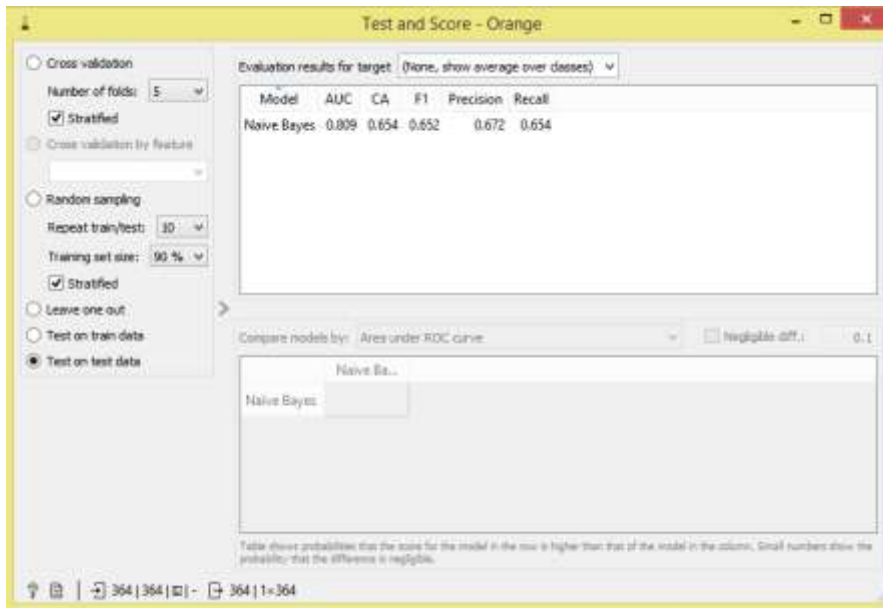 Test and Score - Orange
Cross validation
Number of folds: 5
Stratified
Cross validation by feature
Random sampling
Repeat train/test: 10
Training set size: 90 %
Stratified
Leave one out
Test on train data
Test on test data
Evaluation results for target (None, show average over classes)
Model AUC CA F1 Precision Recall
Naive Bayes 0.809 0.654 0.652 0.672 0.654
Compare models by: Area under ROC curve
Negligible diff.: 0.1
Naive Ba...
Naive Bayes
Table shows probabilities that the score for the model in the row is higher than that of the model in the column. Small numbers show the
probability that the difference is negligible.
364 | 364 | - 364 | 1×364